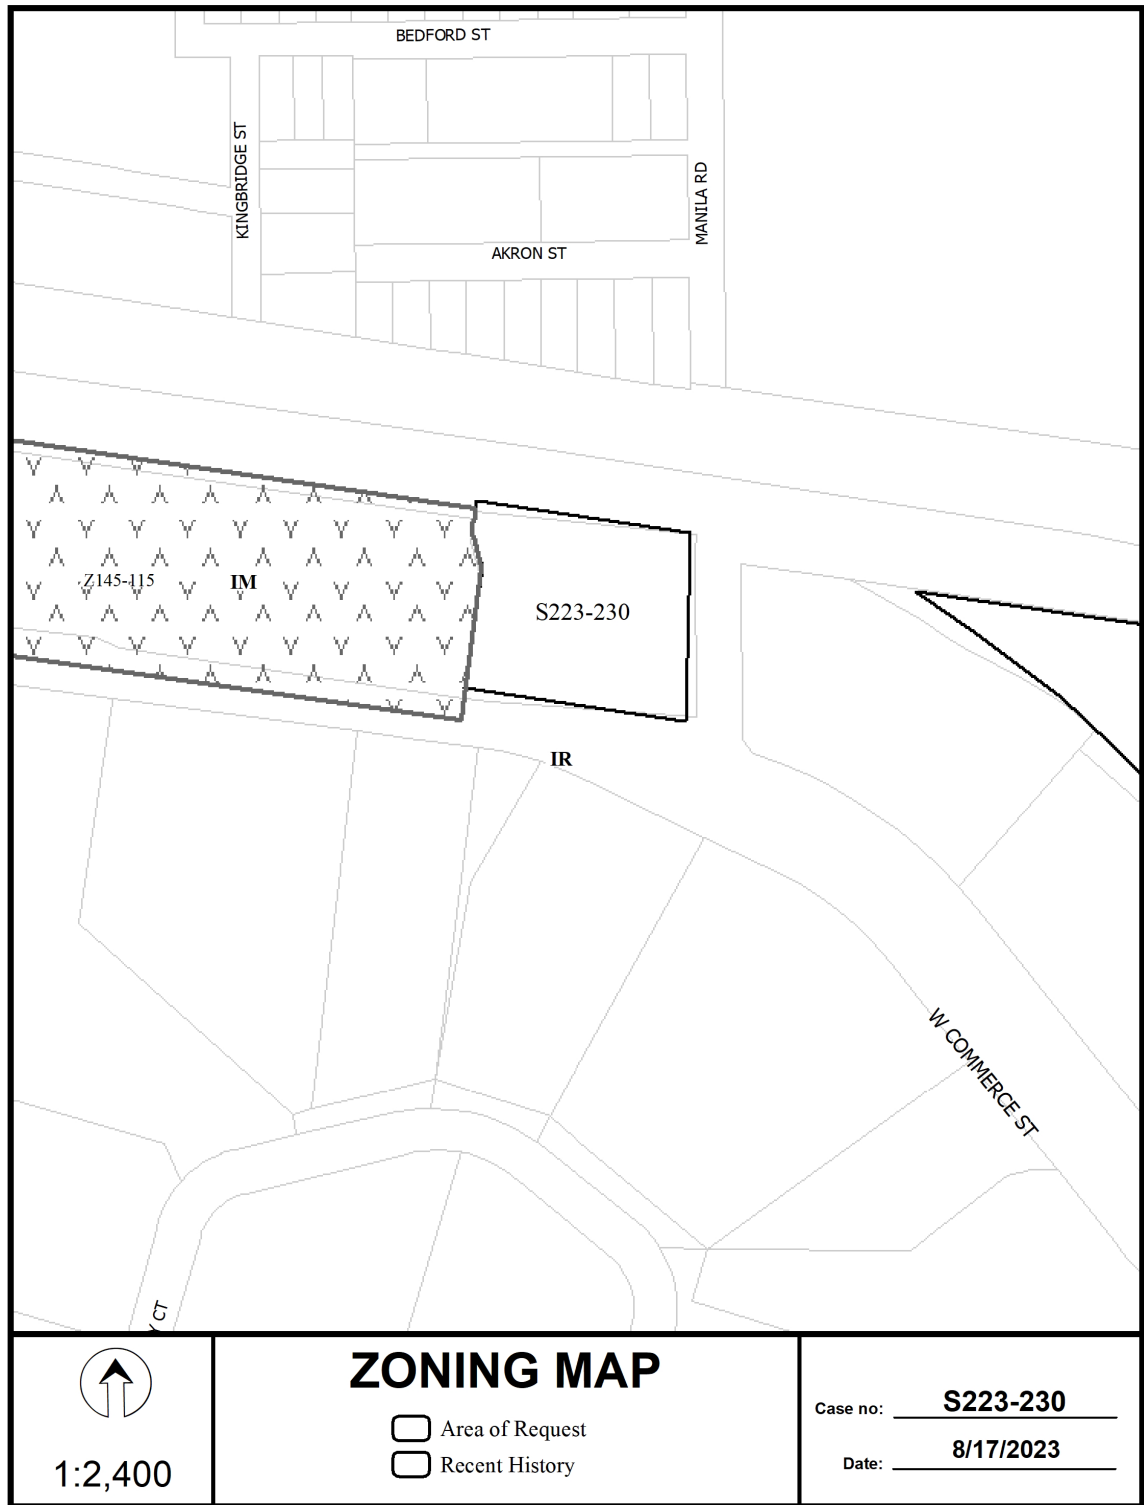 BEDFORD ST
KINGBRIDGE ST
MANILA RD
AKRON ST
Z145-115
IM
S223-230
IR
W COMMERCE ST
Y CT
ZONING MAP
Area of Request
Recent History
1:2,400
Case no: S223-230
Date: 8/17/2023